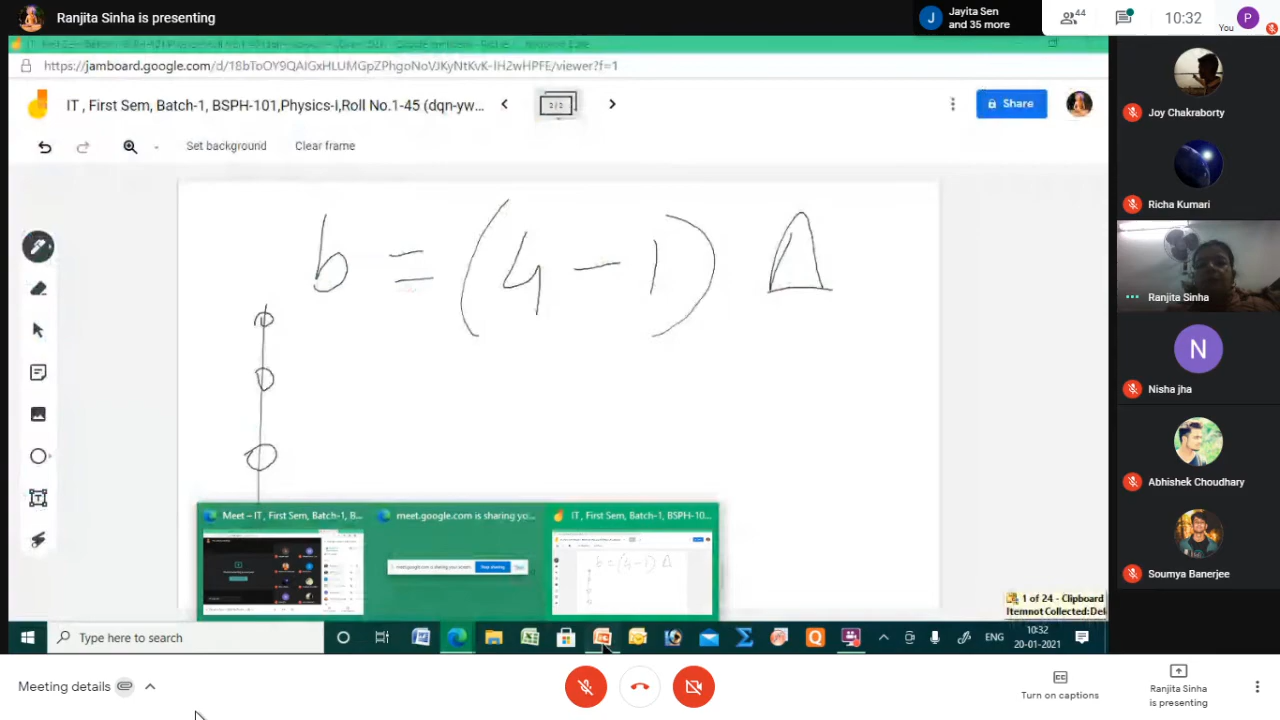 Ranjita Sinha is presenting
J
Jayita Sen
and 35 more
44
10:32
You
P
https://jamboard.google.com/d/18bToOY9QAIGxHLUMGpZPhgoNoVJKyNtKvK-IH2wHPFE/viewer?f=1
IT , First Sem, Batch-1, BSPH-101,Physics-I,Roll No.1-45 (dqn-yw...
2 / 2
Share
Set background
Clear frame
b = (4 - 1) Δ
Joy Chakraborty
Richa Kumari
Ranjita Sinha
N
Nisha jha
Abhishek Choudhary
Soumya Banerjee
Meet – IT , First Sem, Batch-1, B...
meet.google.com is sharing yo...
IT, First Sem, Batch-1, BSPH-10...
Stop sharing
b = (4 - 1) Δ
1 of 24 - Clipboard
Item not Collected: Del
Type here to search
ENG
10:32
20-01-2021
Meeting details
Turn on captions
Ranjita Sinha
is presenting